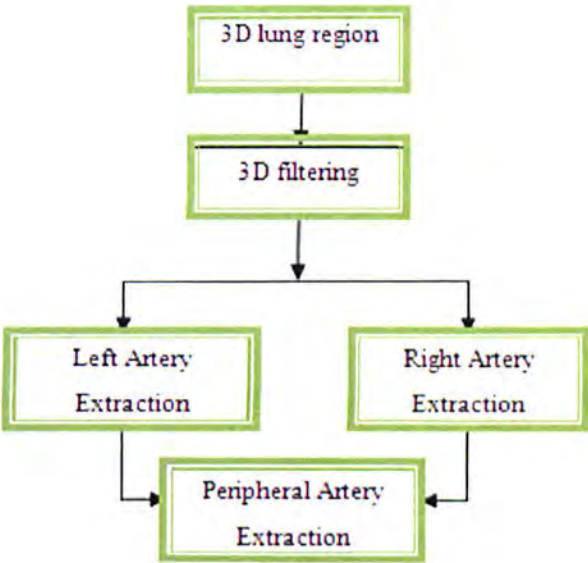 3D lung region
3D filtering
Left Artery
Extraction
Right Artery
Extraction
Peripheral Artery
Extraction